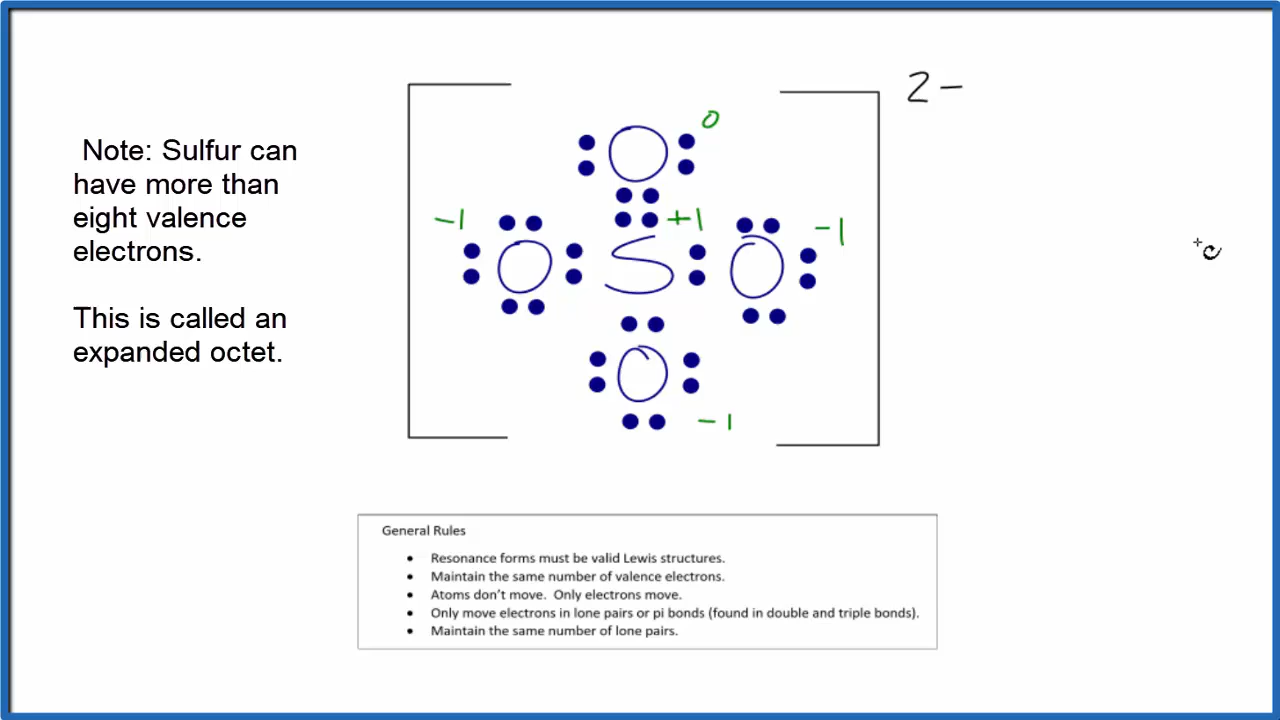 Note: Sulfur can
have more than
eight valence
electrons.
This is called an
expanded octet.
2-
0
O
-1
+1
-1
O
S
O
O
-1
General Rules
• Resonance forms must be valid Lewis structures.
• Maintain the same number of valence electrons.
• Atoms don't move. Only electrons move.
• Only move electrons in lone pairs or pi bonds (found in double and triple bonds).
• Maintain the same number of lone pairs.